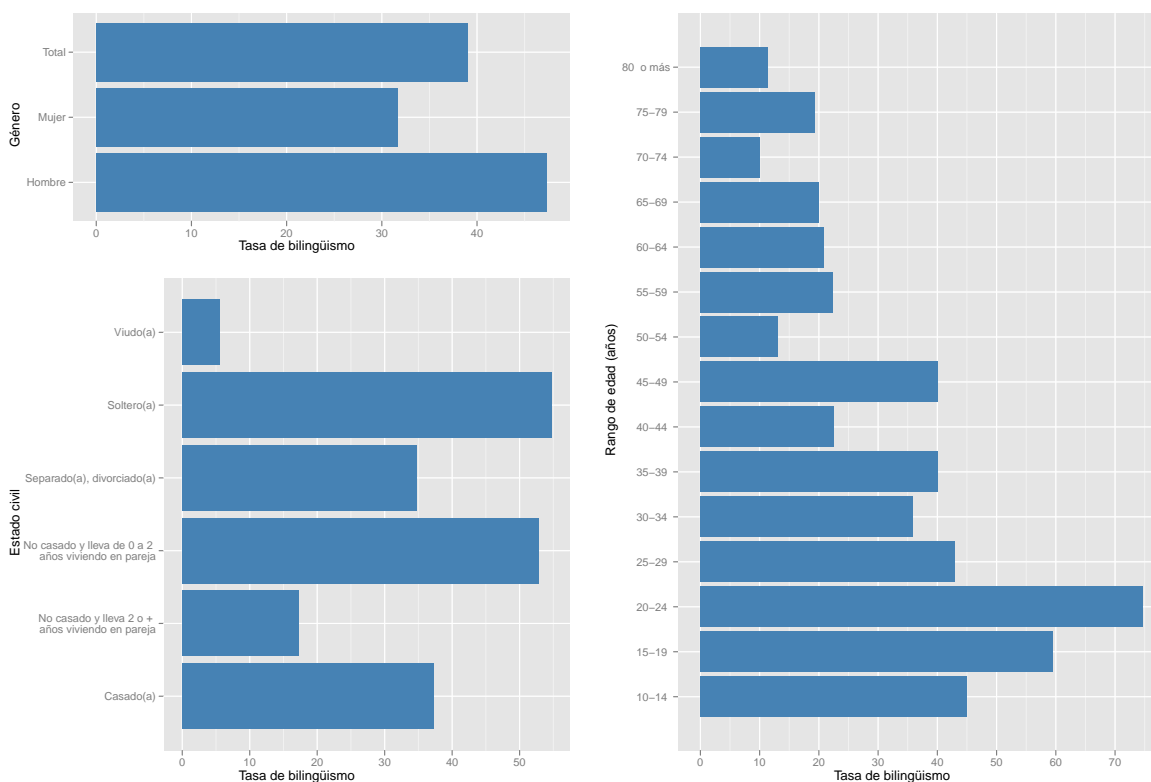 Total
Mujer
Hombre
Género
0 10 20 30 40
Tasa de bilingüismo
Viudo(a)
Soltero(a)
Separado(a), divorciado(a)
No casado y lleva de 0 a 2
años viviendo en pareja
No casado y lleva 2 o +
años viviendo en pareja
Casado(a)
Estado civil
0 10 20 30 40 50
Tasa de bilingüismo
80 o más
75−79
70−74
65−69
60−64
55−59
50−54
45−49
40−44
35−39
30−34
25−29
20−24
15−19
10−14
Rango de edad (años)
0 10 20 30 40 50 60 70
Tasa de bilingüismo